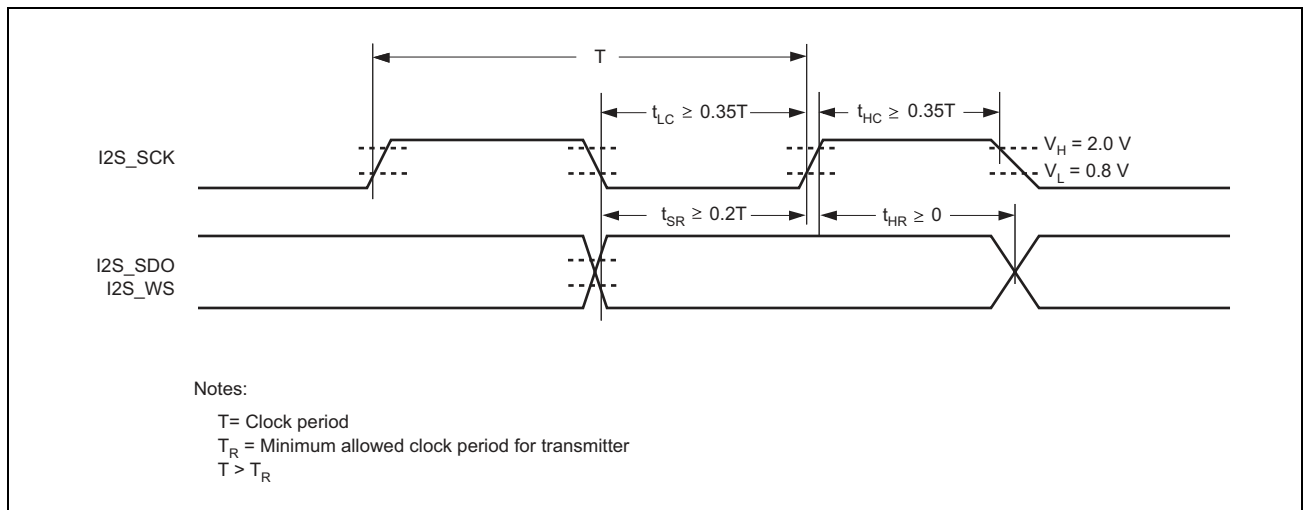 T
t_LC ≥ 0.35T
t_HC ≥ 0.35T
I2S_SCK
V_H = 2.0 V
V_L = 0.8 V
t_SR ≥ 0.2T
t_HR ≥ 0
I2S_SDO
I2S_WS
Notes:
T= Clock period
T_R = Minimum allowed clock period for transmitter
T > T_R